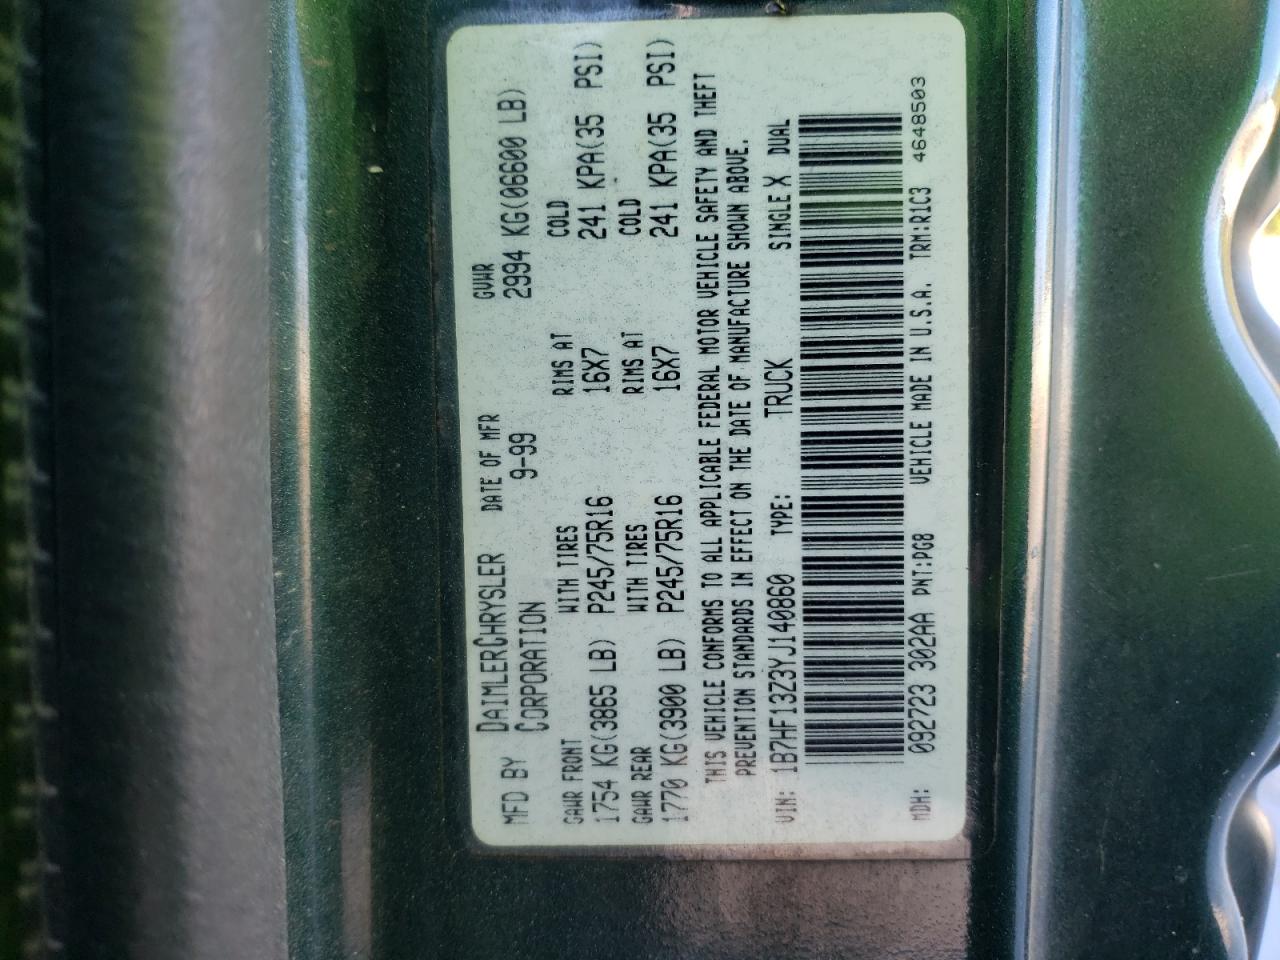 MFD BY DAIMLERCHRYSLER DATE OF MFR GVWR
CORPORATION 9-99 2994 KG(06600 LB)
GAWR FRONT WITH TIRES RIMS AT COLD
1754 KG(3865 LB) P245/75R16 16X7 241 KPA(35 PSI)
GAWR REAR WITH TIRES RIMS AT COLD
1770 KG(3900 LB) P245/75R16 16X7 241 KPA(35 PSI)
THIS VEHICLE CONFORMS TO ALL APPLICABLE FEDERAL MOTOR VEHICLE SAFETY AND THEFT
PREVENTION STANDARDS IN EFFECT ON THE DATE OF MANUFACTURE SHOWN ABOVE.
VIN: 1B7HF13Z3YJ140860 TYPE: TRUCK SINGLE X DUAL
MDH: 092723 302AA PNT:PG8 VEHICLE MADE IN U.S.A. TRM:R1C3 4648503